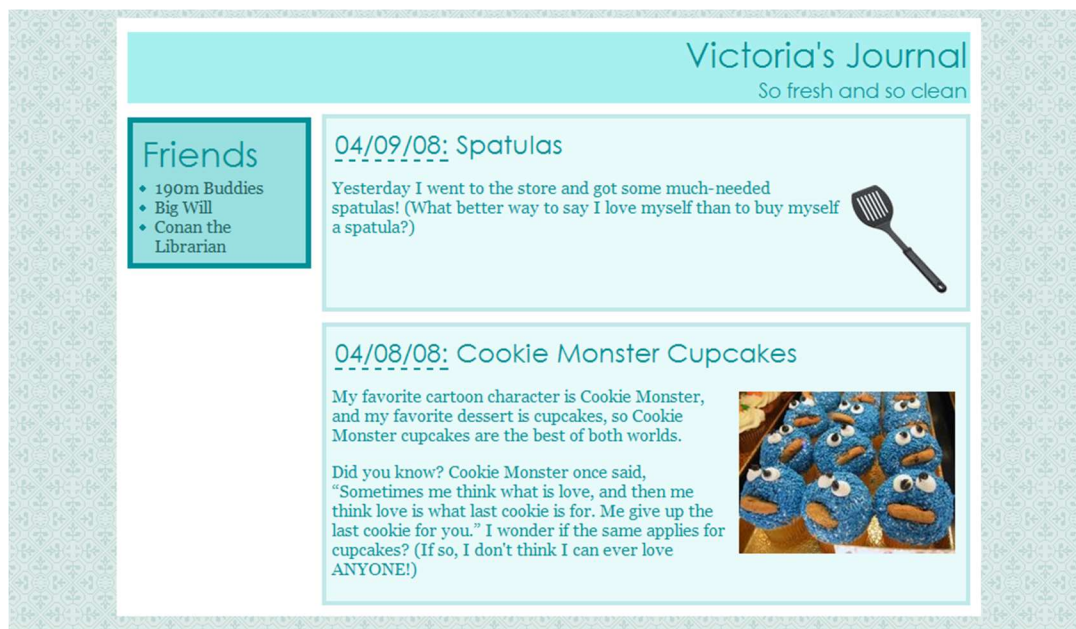 Victoria's Journal
So fresh and so clean
Friends
190m Buddies
Big Will
Conan the
Librarian
04/09/08: Spatulas
Yesterday I went to the store and got some much-needed
spatulas! (What better way to say I love myself than to buy myself
a spatula?)
04/08/08: Cookie Monster Cupcakes
My favorite cartoon character is Cookie Monster,
and my favorite dessert is cupcakes, so Cookie
Monster cupcakes are the best of both worlds.
Did you know? Cookie Monster once said,
“Sometimes me think what is love, and then me
think love is what last cookie is for. Me give up the
last cookie for you.” I wonder if the same applies for
cupcakes? (If so, I don't think I can ever love
ANYONE!)